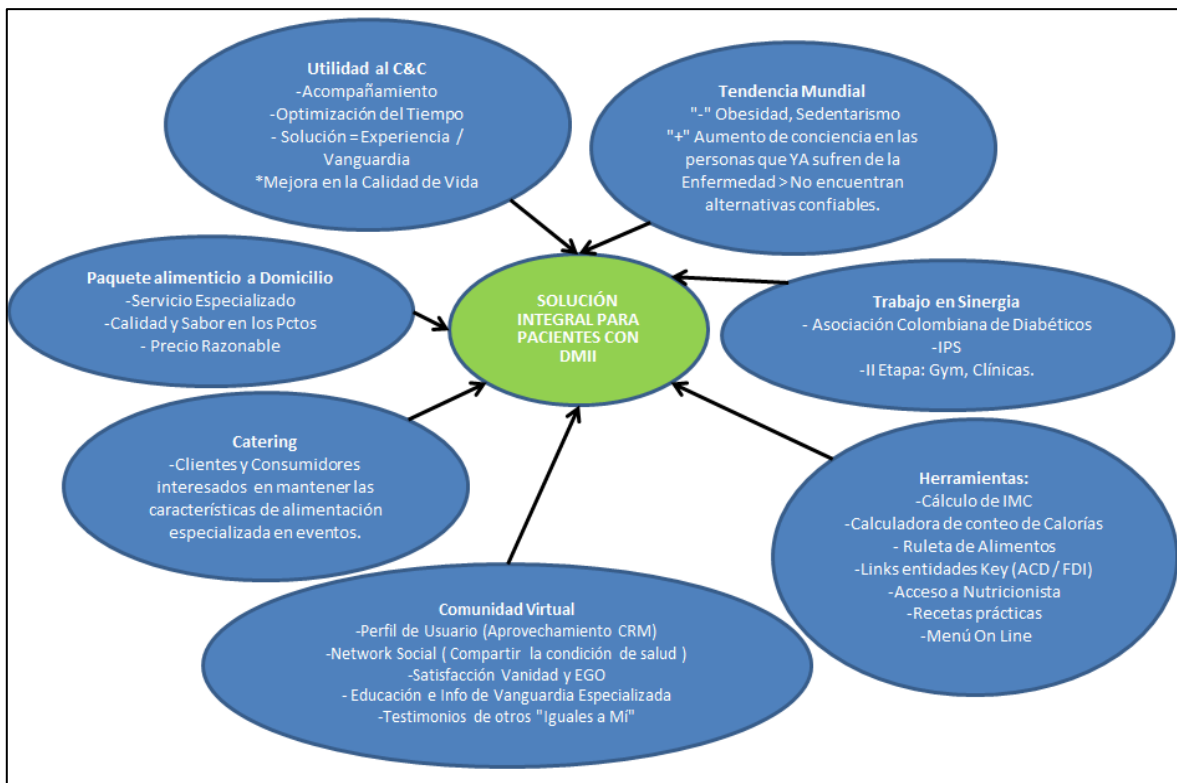 Utilidad al C&C
-Acompañamiento
-Optimización del Tiempo
- Solución = Experiencia /
Vanguardia
*Mejora en la Calidad de Vida
Tendencia Mundial
"-" Obesidad, Sedentarismo
"+" Aumento de conciencia en las
personas que YA sufren de la
Enfermedad > No encuentran
alternativas confiables.
Paquete alimenticio a Domicilio
-Servicio Especializado
-Calidad y Sabor en los Pctos
- Precio Razonable
SOLUCIÓN
INTEGRAL PARA
PACIENTES CON
DMII
Trabajo en Sinergia
- Asociación Colombiana de Diabéticos
-IPS
-II Etapa: Gym, Clínicas.
Catering
-Clientes y Consumidores
interesados en mantener las
características de alimentación
especializada en eventos.
Herramientas:
-Cálculo de IMC
-Calculadora de conteo de Calorías
- Ruleta de Alimentos
-Links entidades Key (ACD / FDI)
-Acceso a Nutricionista
-Recetas prácticas
-Menú On Line
Comunidad Virtual
-Perfil de Usuario (Aprovechamiento CRM)
-Network Social ( Compartir la condición de salud )
-Satisfacción Vanidad y EGO
- Educación e Info de Vanguardia Especializada
-Testimonios de otros "Iguales a Mí"